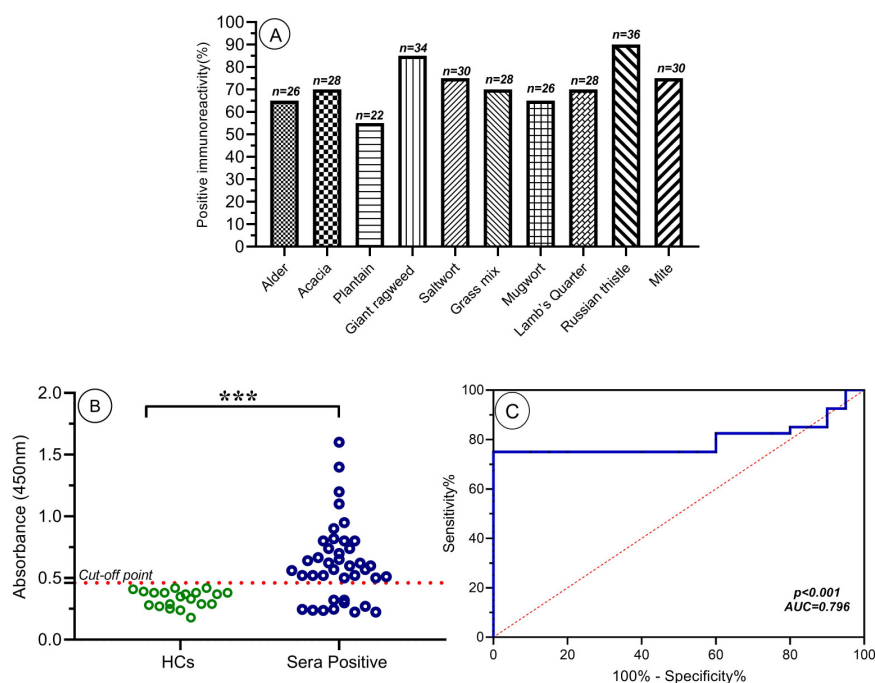 A
Positive immunoreactivity(%)
100
90
80
70
60
50
40
30
20
10
0
n=26
n=28
n=22
n=34
n=30
n=28
n=26
n=28
n=36
n=30
Alder
Acacia
Plantain
Giant ragweed
Saltwort
Grass mix
Mugwort
Lamb's Quarter
Russian thistle
Mite
B
Absorbance (450nm)
2.0
1.5
1.0
0.5
0.0
***
Cut-off point
HCs
Sera Positive
C
Sensitivity%
100
80
60
40
20
0
p<0.001
AUC=0.796
0
20
40
60
80
100
100% - Specificity%